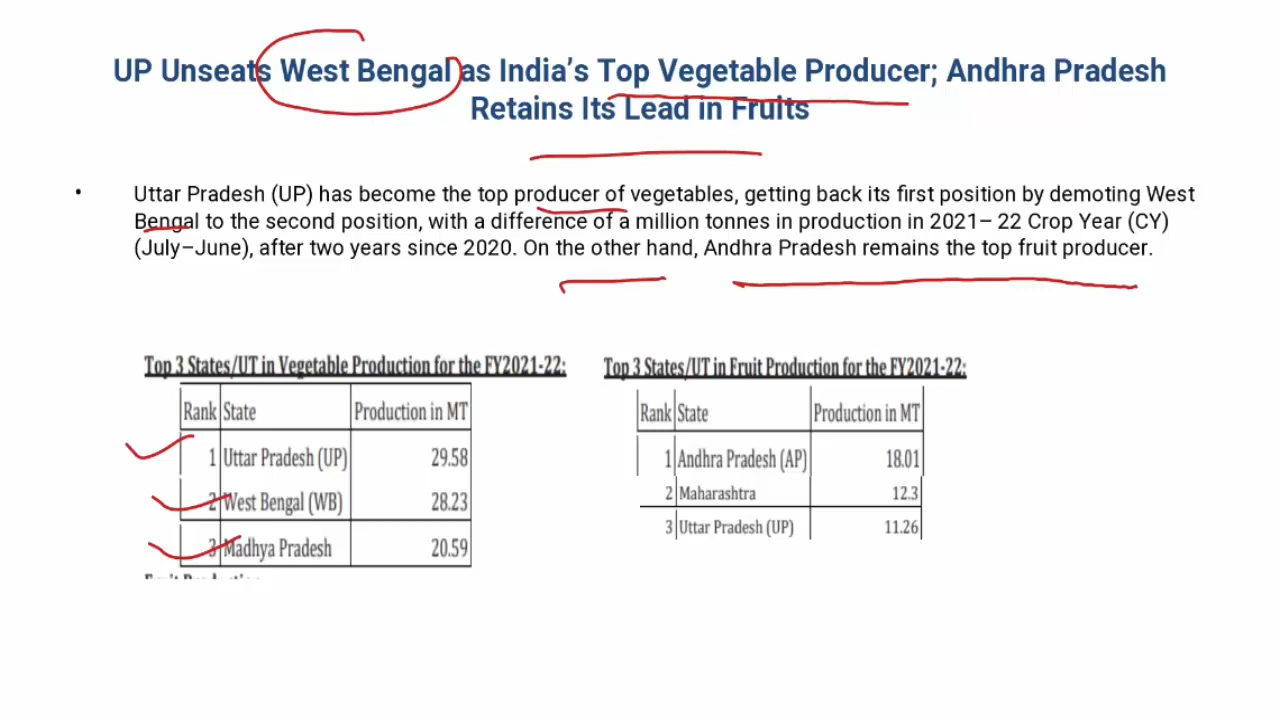 UP Unseats West Bengal as India's Top Vegetable Producer; Andhra Pradesh
Retains Its Lead in Fruits
• Uttar Pradesh (UP) has become the top producer of vegetables, getting back its first position by demoting West
Bengal to the second position, with a difference of a million tonnes in production in 2021– 22 Crop Year (CY)
(July–June), after two years since 2020. On the other hand, Andhra Pradesh remains the top fruit producer.
Top 3 States/UT in Vegetable Production for the FY2021-22:
Rank State Production in MT
1 Uttar Pradesh (UP) 29.58
2 West Bengal (WB) 28.23
3 Madhya Pradesh 20.59
Top 3 States/UT in Fruit Production for the FY2021-22:
Rank State Production in MT
1 Andhra Pradesh (AP) 18.01
2 Maharashtra 12.3
3 Uttar Pradesh (UP) 11.26